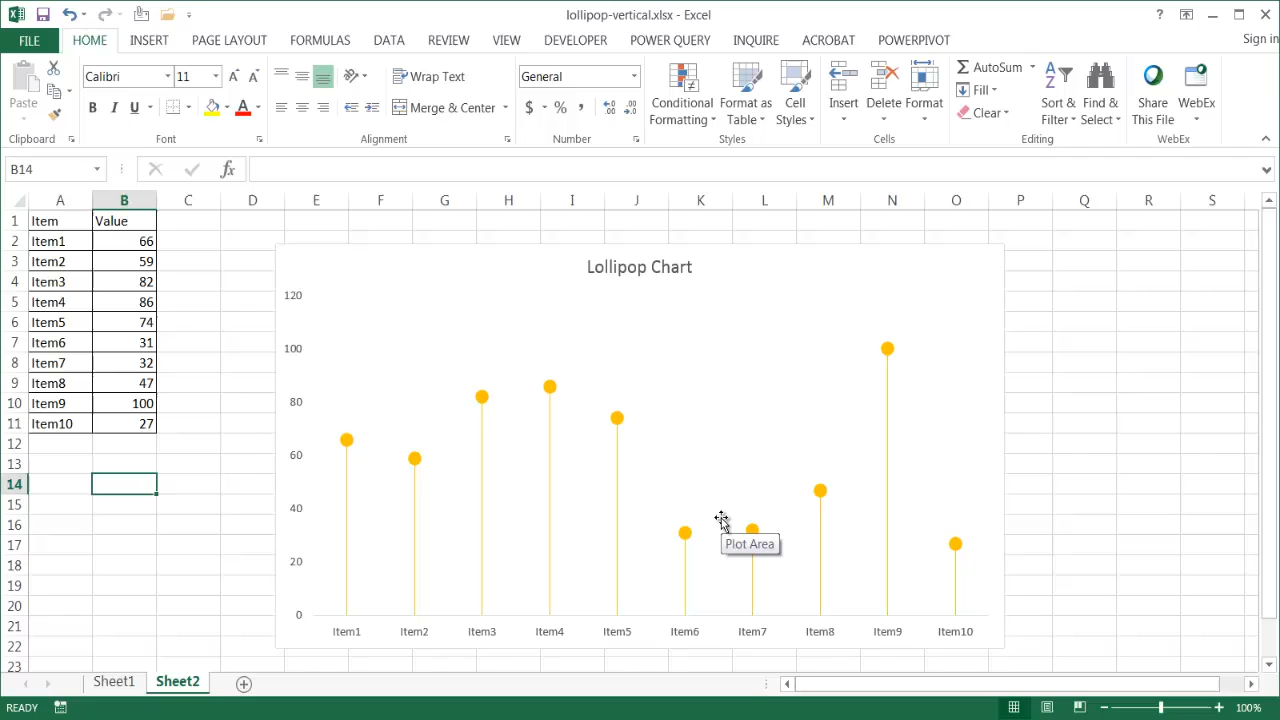 lollipop-vertical.xlsx - Excel
?
Sign in
FILE HOME INSERT PAGE LAYOUT FORMULAS DATA REVIEW VIEW DEVELOPER POWER QUERY INQUIRE ACROBAT POWERPIVOT
Paste
Clipboard
Calibri 11
B I U A
Font
Wrap Text
Merge & Center
Alignment
General
$ % ,
Number
Conditional Formatting
Format as Table
Cell Styles
Styles
Insert Delete Format
Cells
AutoSum
Fill
Clear
Sort & Filter
Find & Select
Editing
Share This File
WebEx
WebEx
B14 fx
A B C D E F G H I J K L M N O P Q R S
1 Item Value
2 Item1 66
3 Item2 59
4 Item3 82
5 Item4 86
6 Item5 74
7 Item6 31
8 Item7 32
9 Item8 47
10 Item9 100
11 Item10 27
12
13
14
15
16
17
18
19
20
21
22
23
Lollipop Chart
120
100
80
60
40
20
0
Plot Area
Item1 Item2 Item3 Item4 Item5 Item6 Item7 Item8 Item9 Item10
Sheet1 Sheet2
READY
100%